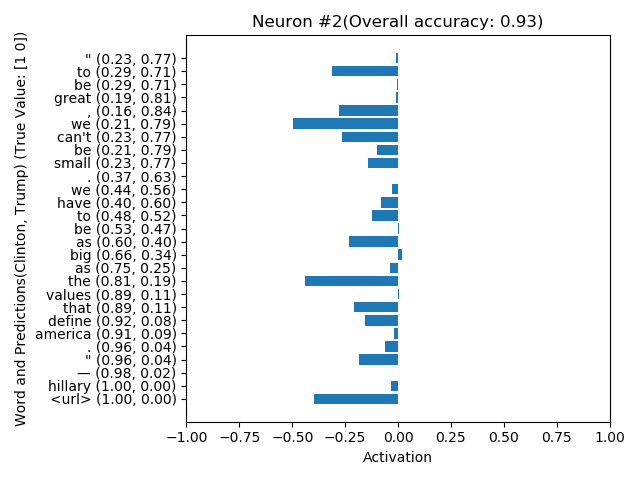 Neuron #2(Overall accuracy: 0.93)
Word and Predictions(Clinton, Trump) (True Value: [1 0])
" (0.23, 0.77)
to (0.29, 0.71)
be (0.29, 0.71)
great (0.19, 0.81)
, (0.16, 0.84)
we (0.21, 0.79)
can't (0.23, 0.77)
be (0.21, 0.79)
small (0.23, 0.77)
. (0.37, 0.63)
we (0.44, 0.56)
have (0.40, 0.60)
to (0.48, 0.52)
be (0.53, 0.47)
as (0.60, 0.40)
big (0.66, 0.34)
as (0.75, 0.25)
the (0.81, 0.19)
values (0.89, 0.11)
that (0.89, 0.11)
define (0.92, 0.08)
america (0.91, 0.09)
. (0.96, 0.04)
" (0.96, 0.04)
— (0.98, 0.02)
hillary (1.00, 0.00)
<url> (1.00, 0.00)
−1.00 −0.75 −0.50 −0.25 0.00 0.25 0.50 0.75 1.00
Activation